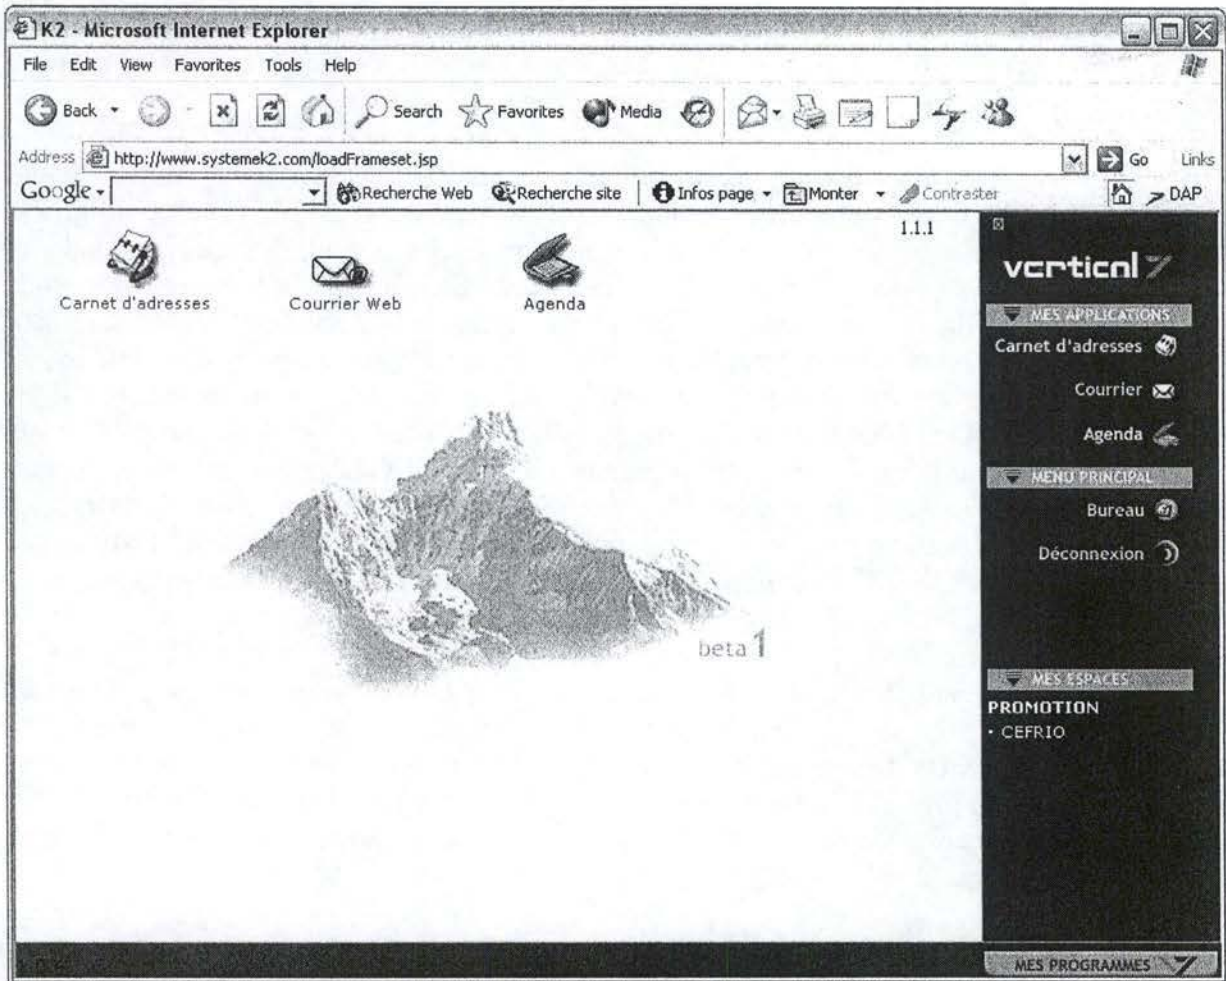 K2 - Microsoft Internet Explorer
File Edit View Favorites Tools Help
Back Search Favorites Media
Address http://www.systemek2.com/loadFrameset.jsp Go Links
Google Recherche Web Recherche site Infos page Monter Contraster DAP
1.1.1
Carnet d'adresses Courrier Web Agenda
beta 1
vertical 7
MES APPLICATIONS
Carnet d'adresses
Courrier
Agenda
MENU PRINCIPAL
Bureau
Déconnexion
MES ESPACES
PROMOTION
• CEFRIO
MES PROGRAMMES